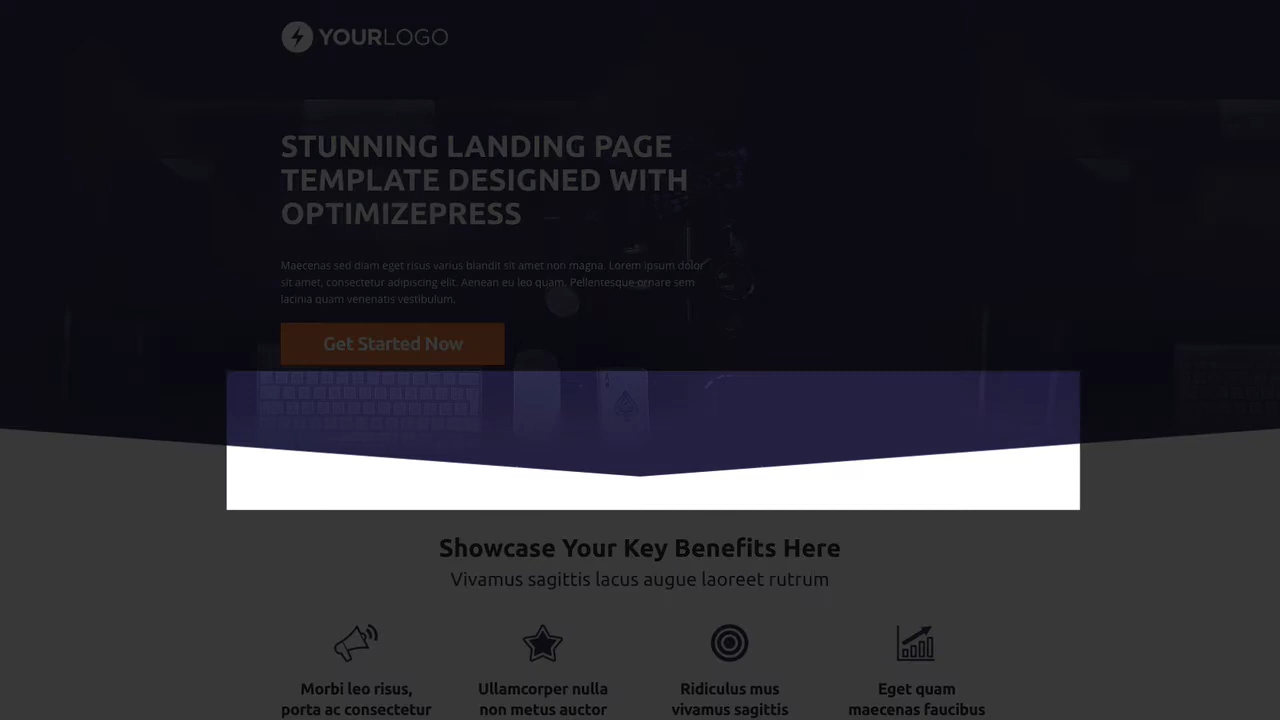 YOURLOGO
STUNNING LANDING PAGE
TEMPLATE DESIGNED WITH
OPTIMIZEPRESS
Maecenas sed diam eget risus varius blandit sit amet non magna. Lorem ipsum dolor
sit amet, consectetur adipiscing elit. Aenean eu leo quam. Pellentesque ornare sem
lacinia quam venenatis vestibulum.
Get Started Now
Showcase Your Key Benefits Here
Vivamus sagittis lacus augue laoreet rutrum
Morbi leo risus,
porta ac consectetur
Ullamcorper nulla
non metus auctor
Ridiculus mus
vivamus sagittis
Eget quam
maecenas faucibus